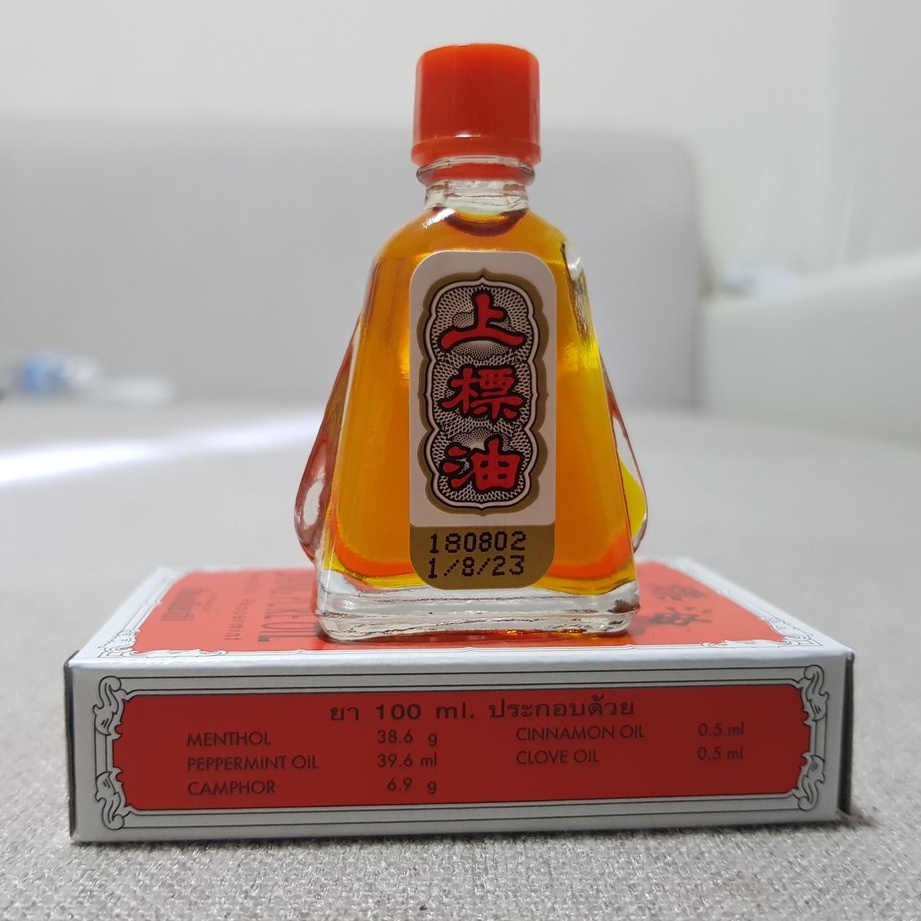 上標油
180802
1/8/23
ยา 100 ml. ประกอบด้วย
MENTHOL 38.6 g
PEPPERMINT OIL 39.6 ml
CAMPHOR 6.9 g
CINNAMON OIL 0.5 ml
CLOVE OIL 0.5 ml